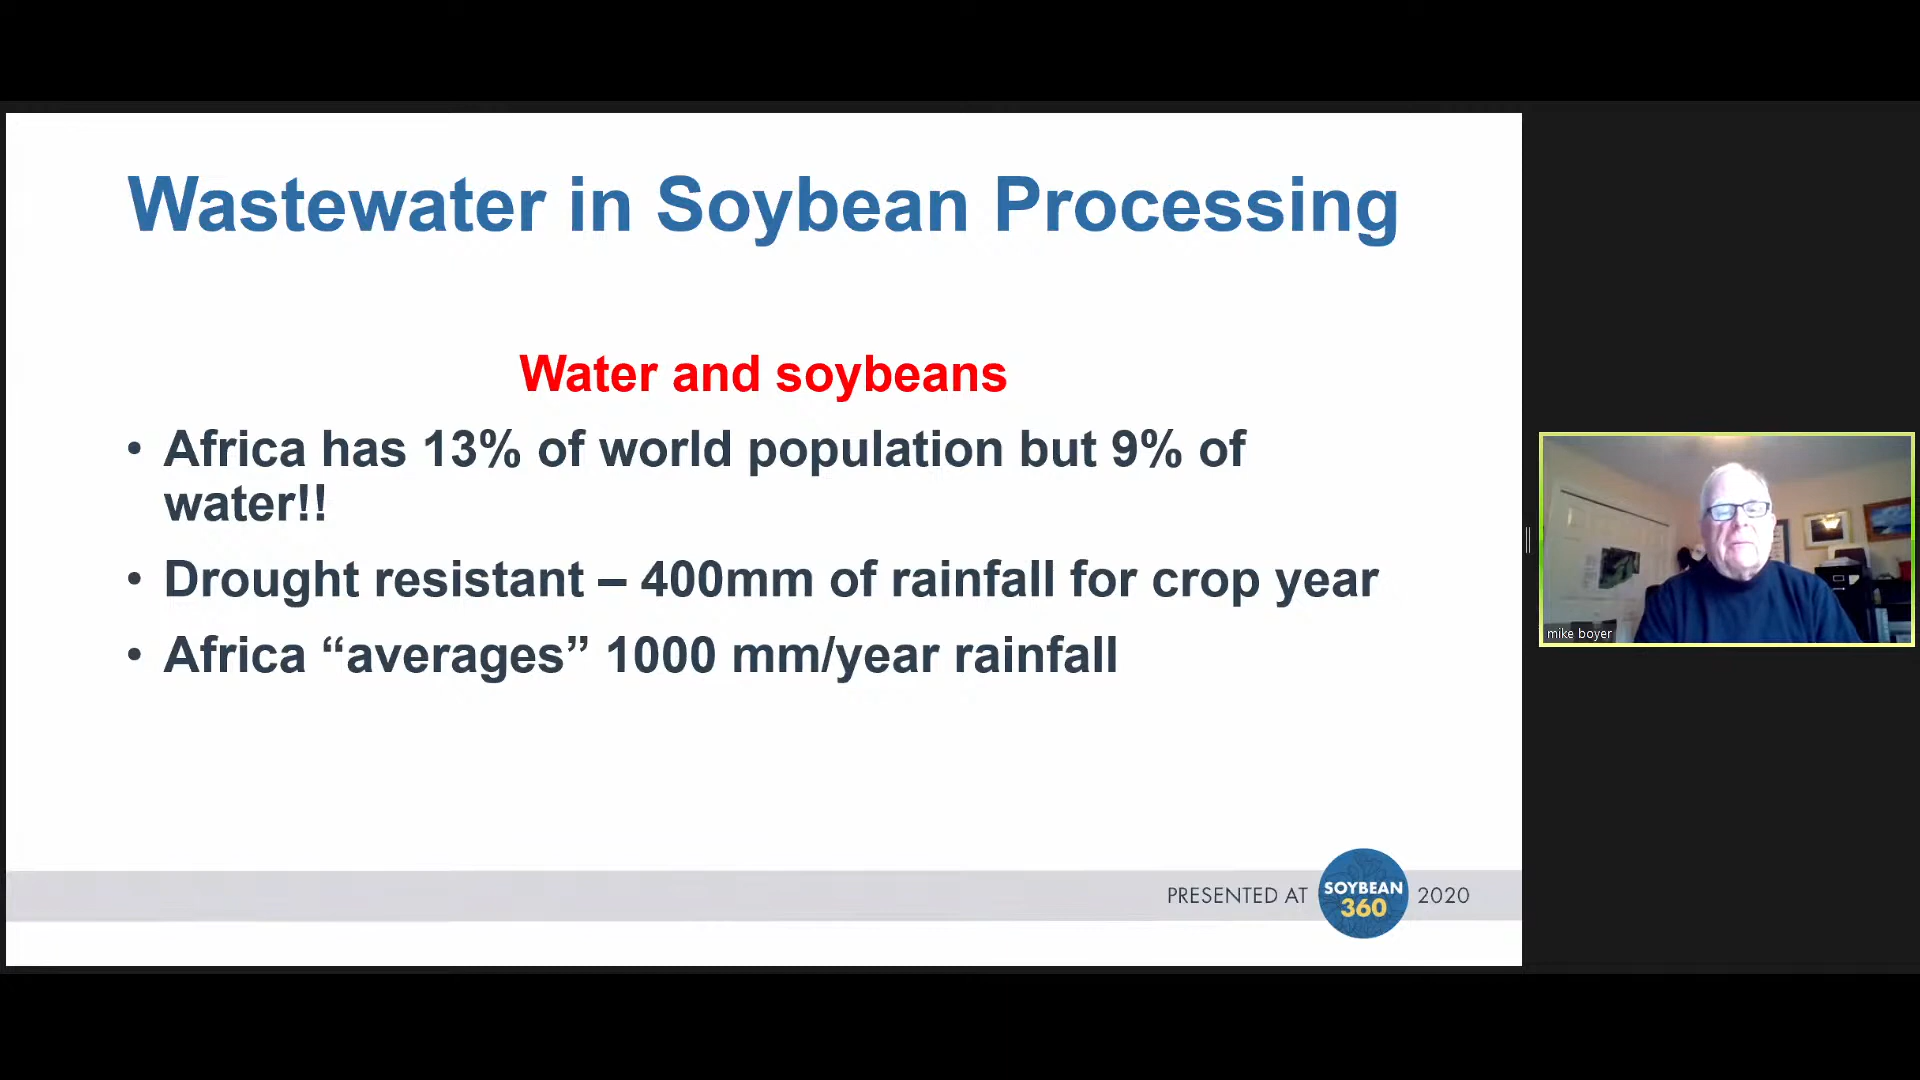 Wastewater in Soybean Processing
Water and soybeans
• Africa has 13% of world population but 9% of
water!!
• Drought resistant – 400mm of rainfall for crop year
• Africa “averages” 1000 mm/year rainfall
mike boyer
PRESENTED AT SOYBEAN 360 2020